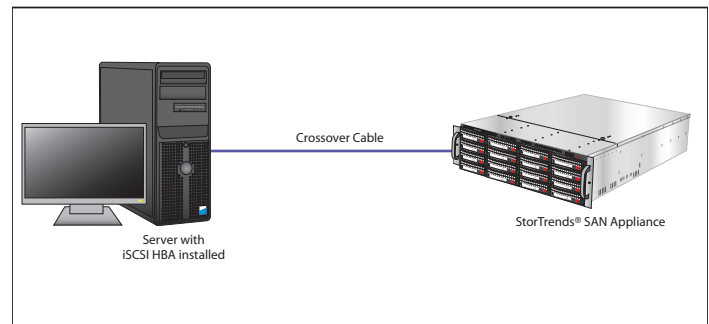 Crossover Cable
Server with
iSCSI HBA installed
StorTrends® SAN Appliance